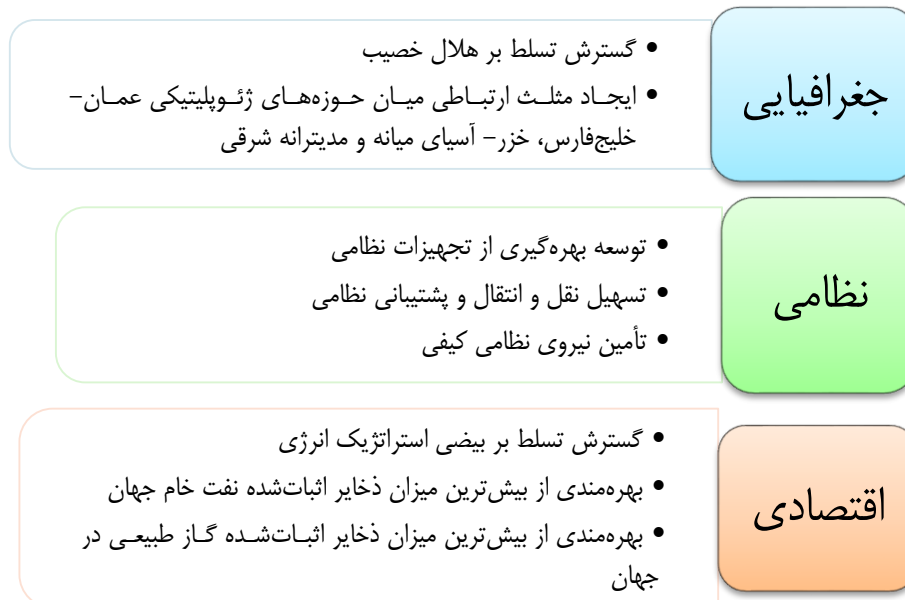 جغرافیایی
• گسترش تسلط بر هلال خصیب
• ایجاد مثلث ارتباطی میان حوزه‌های ژئوپلیتیکی عمان-
خلیج‌فارس، خزر- آسیای میانه و مدیترانه شرقی
نظامی
• توسعه بهره‌گیری از تجهیزات نظامی
• تسهیل نقل و انتقال و پشتیبانی نظامی
• تأمین نیروی نظامی کیفی
اقتصادی
• گسترش تسلط بر بیضی استراتژیک انرژی
• بهره‌مندی از بیش‌ترین میزان ذخایر اثبات‌شده نفت خام جهان
• بهره‌مندی از بیش‌ترین میزان ذخایر اثبات‌شده گاز طبیعی در
جهان